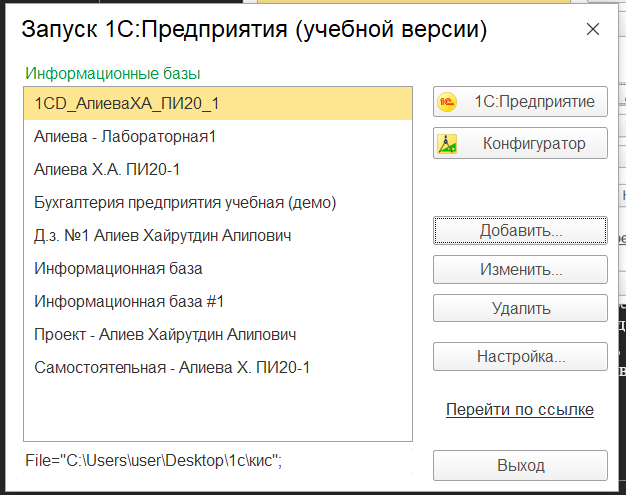 Запуск 1С:Предприятия (учебной версии)
Информационные базы
1CD_АлиеваХА_ПИ20_1
Алиева - Лабораторная1
Алиева Х.А. ПИ20-1
Бухгалтерия предприятия учебная (демо)
Д.з. №1 Алиев Хайрутдин Алипович
Информационная база
Информационная база #1
Проект - Алиев Хайрутдин Алипович
Самостоятельная - Алиева Х. ПИ20-1
File="C:\Users\user\Desktop\1с\кис";
1С:Предприятие
Конфигуратор
Добавить...
Изменить...
Удалить
Настройка...
Перейти по ссылке
Выход